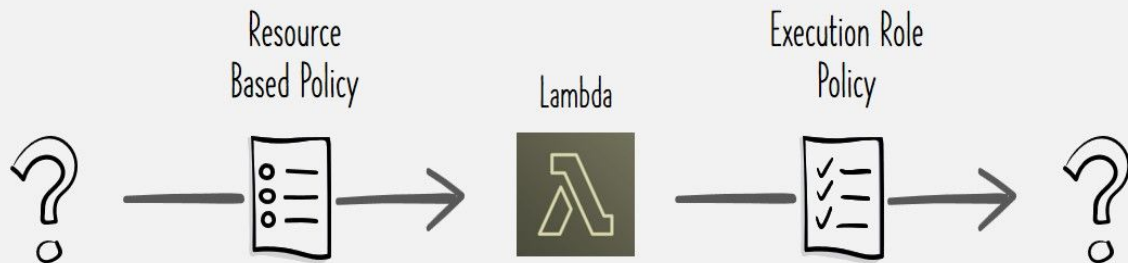 Resource
Based Policy
Lambda
Execution Role
Policy